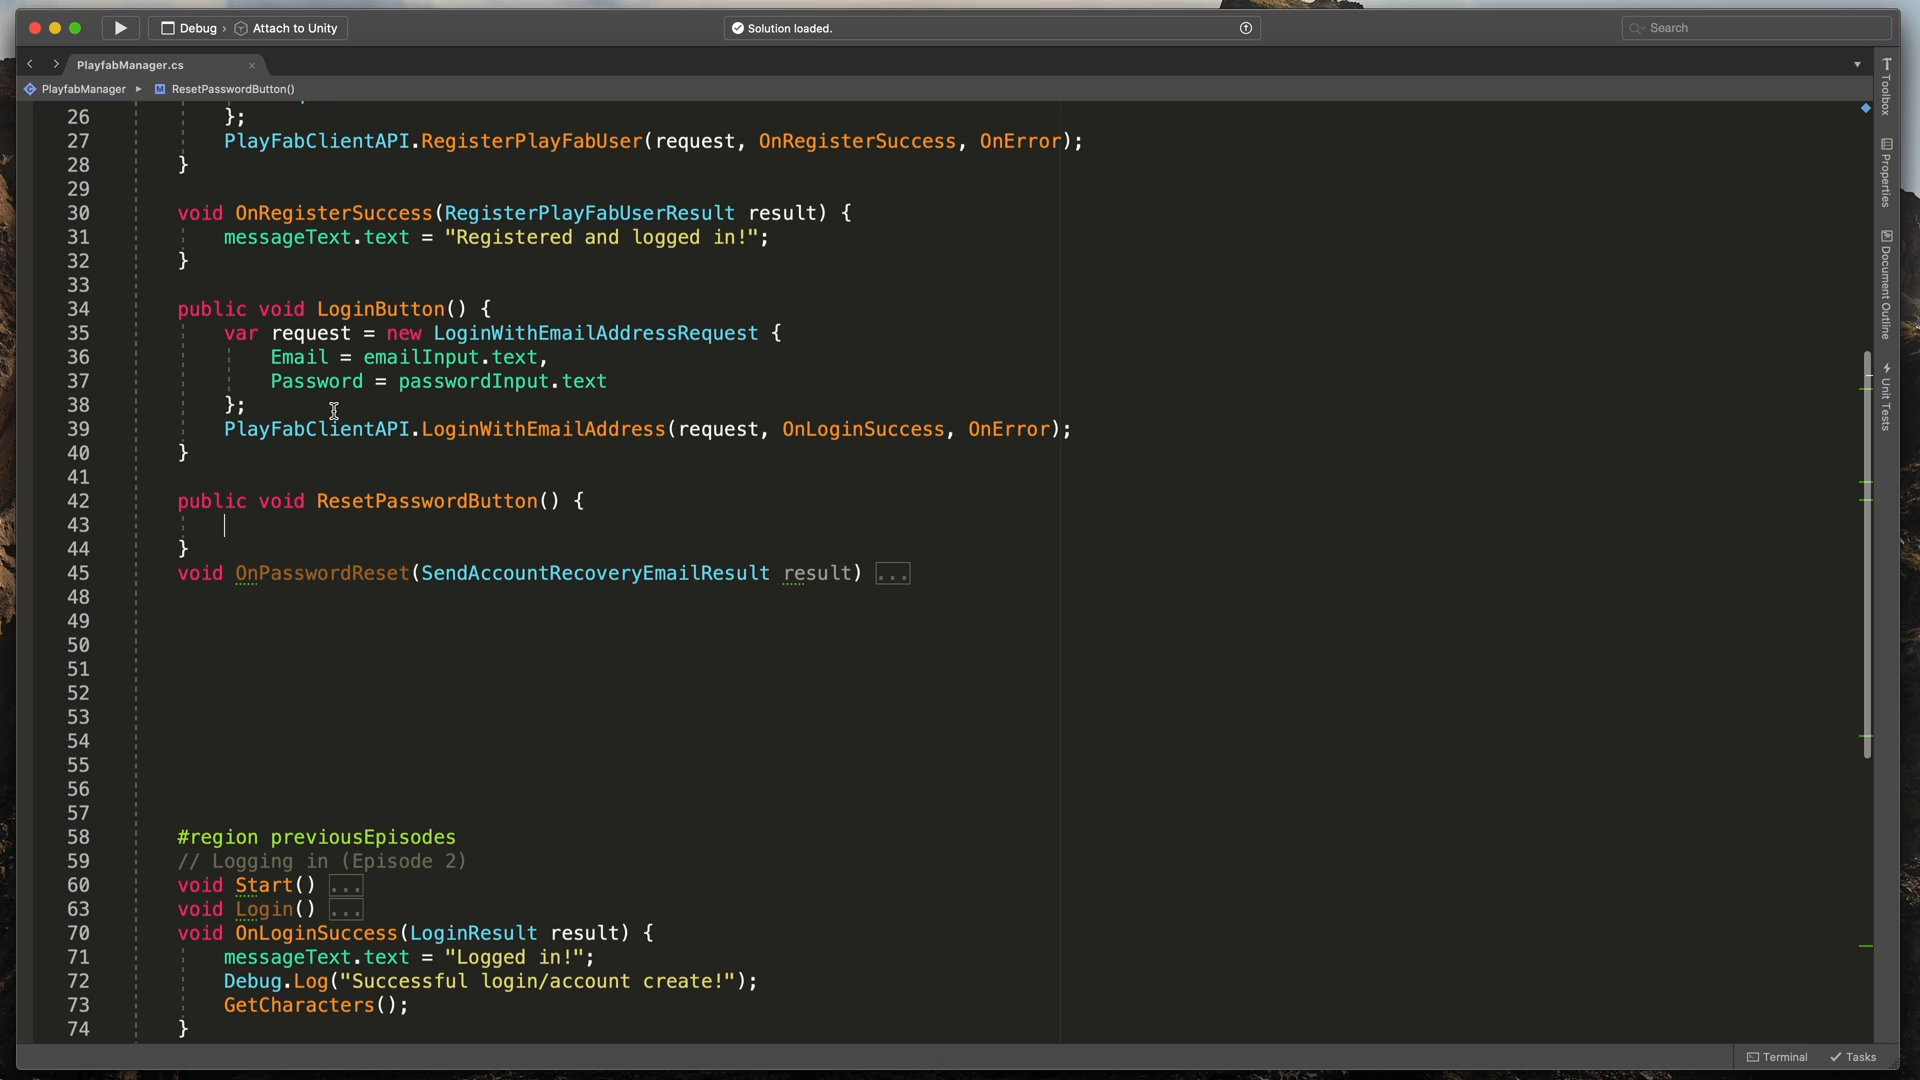 Debug › Attach to Unity
Solution loaded.
Search
PlayfabManager.cs
PlayfabManager ▸ M ResetPasswordButton()
26 };
27 PlayFabClientAPI.RegisterPlayFabUser(request, OnRegisterSuccess, OnError);
28 }
29
30 void OnRegisterSuccess(RegisterPlayFabUserResult result) {
31 messageText.text = "Registered and logged in!";
32 }
33
34 public void LoginButton() {
35 var request = new LoginWithEmailAddressRequest {
36 Email = emailInput.text,
37 Password = passwordInput.text
38 };
39 PlayFabClientAPI.LoginWithEmailAddress(request, OnLoginSuccess, OnError);
40 }
41
42 public void ResetPasswordButton() {
43
44 }
45 void OnPasswordReset(SendAccountRecoveryEmailResult result) ...
48
49
50
51
52
53
54
55
56
57
58 #region previousEpisodes
59 // Logging in (Episode 2)
60 void Start() ...
63 void Login() ...
70 void OnLoginSuccess(LoginResult result) {
71 messageText.text = "Logged in!";
72 Debug.Log("Successful login/account create!");
73 GetCharacters();
74 }
Toolbox
Properties
Document Outline
Unit Tests
Terminal
Tasks